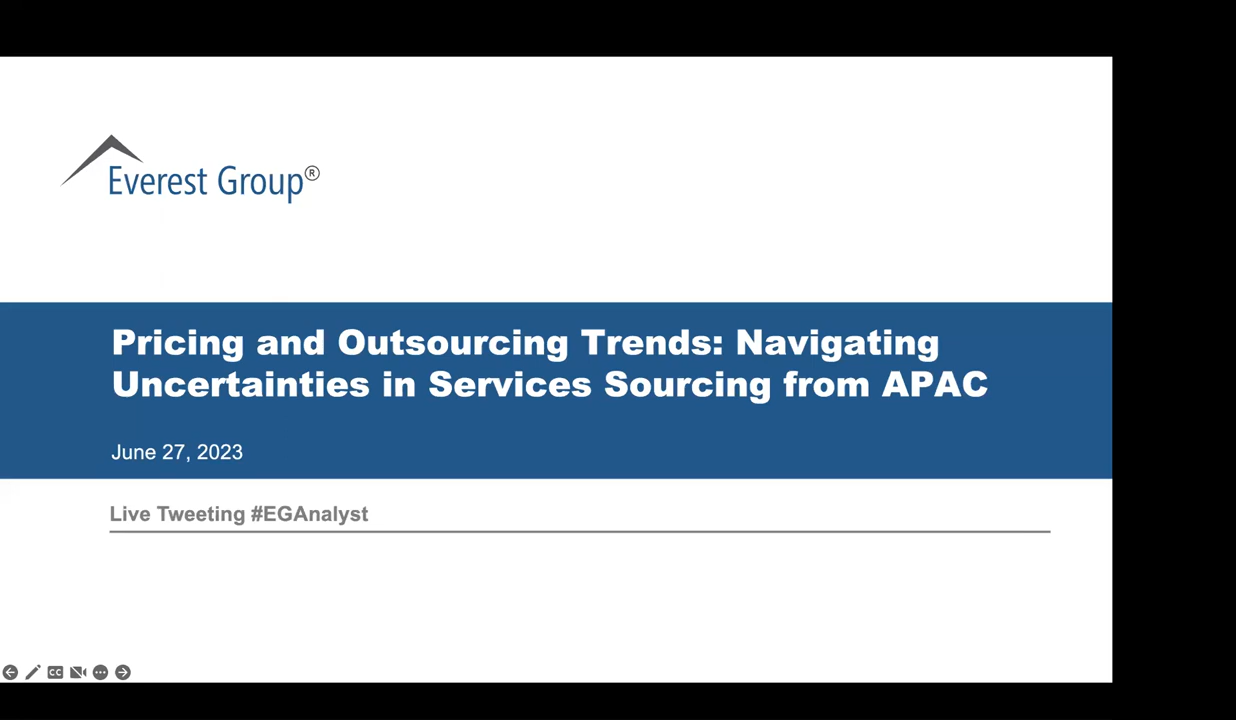 Everest Group®
Pricing and Outsourcing Trends: Navigating
Uncertainties in Services Sourcing from APAC
June 27, 2023
Live Tweeting #EGAnalyst
CC